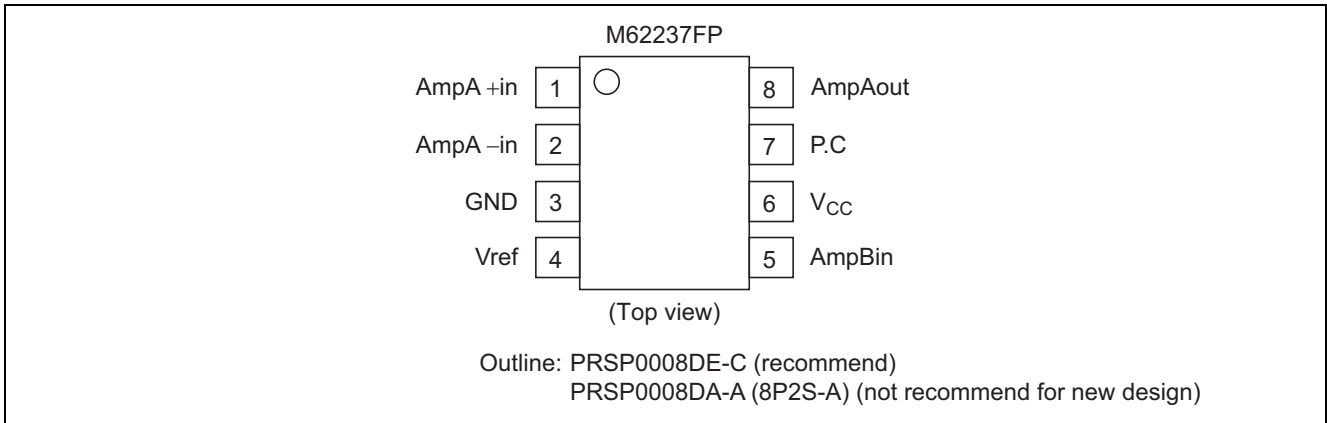 M62237FP
AmpA +in 1 8 AmpAout
AmpA –in 2 7 P.C
GND 3 6 VCC
Vref 4 5 AmpBin
(Top view)
Outline: PRSP0008DE-C (recommend)
PRSP0008DA-A (8P2S-A) (not recommend for new design)